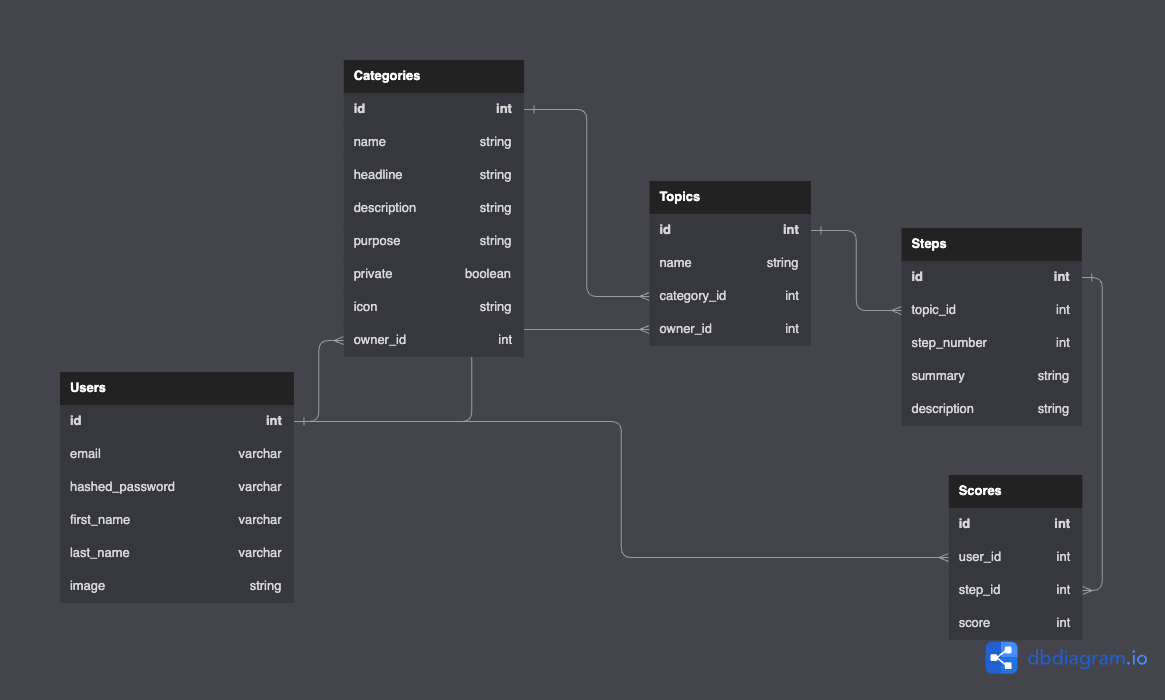 Categories
id int
name string
headline string
description string
purpose string
private boolean
icon string
owner_id int
Topics
id int
name string
category_id int
owner_id int
Steps
id int
topic_id int
step_number int
summary string
description string
Users
id int
email varchar
hashed_password varchar
first_name varchar
last_name varchar
image string
Scores
id int
user_id int
step_id int
score int
dbdiagram.io